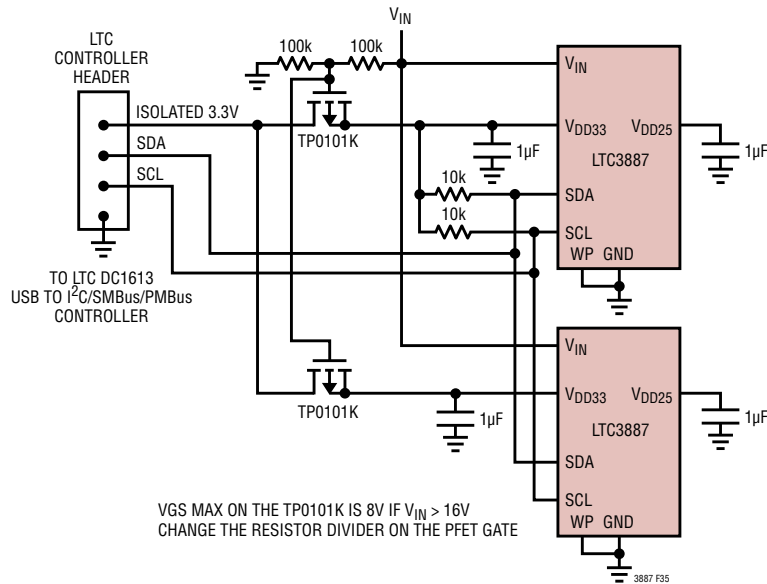 LTC
CONTROLLER
HEADER
ISOLATED 3.3V
SDA
SCL
TO LTC DC1613
USB TO I²C/SMBus/PMBus
CONTROLLER
100k
100k
VIN
TP0101K
10k
10k
1µF
VIN
VDD33
VDD25
LTC3887
SDA
SCL
WP GND
1µF
TP0101K
1µF
VIN
VDD33
VDD25
LTC3887
SDA
SCL
WP GND
1µF
VGS MAX ON THE TP0101K IS 8V IF VIN > 16V
CHANGE THE RESISTOR DIVIDER ON THE PFET GATE
3887 F35